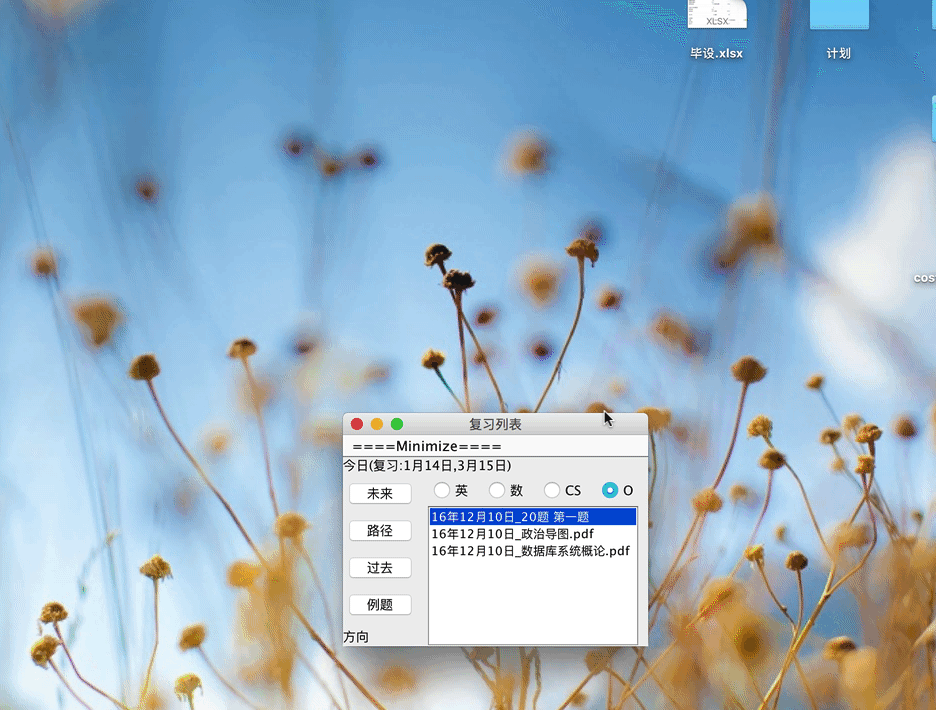 XLSX
毕设.xlsx
计划
cos
复习列表
====Minimize====
今日(复习:1月14日,3月15日)
未来
英
数
CS
O
16年12月10日_20题 第一题
16年12月10日_政治导图.pdf
16年12月10日_数据库系统概论.pdf
路径
过去
例题
方向